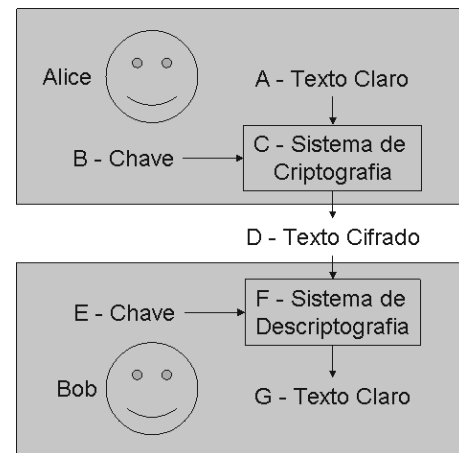 Alice
A - Texto Claro
B - Chave
C - Sistema de
Criptografia
D - Texto Cifrado
E - Chave
F - Sistema de
Descriptografia
Bob
G - Texto Claro